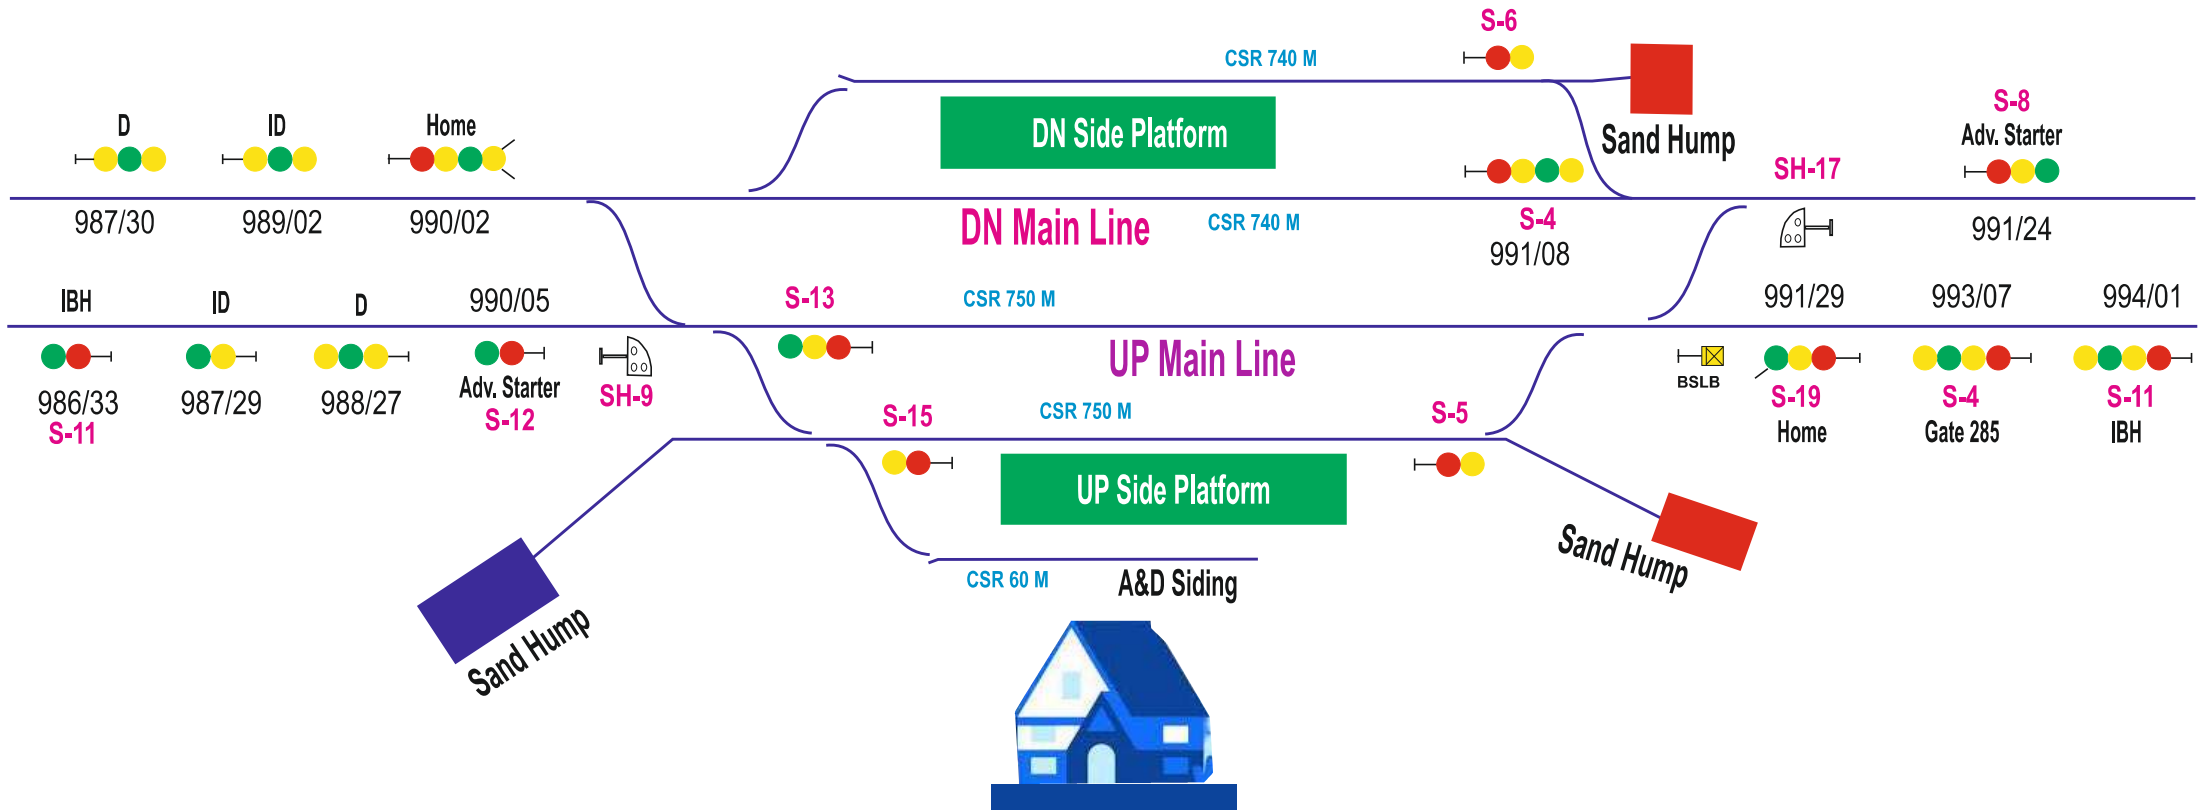 S-6
CSR 740 M
S-8
D
ID
Home
DN Side Platform
Sand Hump
Adv. Starter
SH-17
987/30
989/02
990/02
DN Main Line
CSR 740 M
S-4
991/08
991/24
IBH
ID
D
990/05
S-13
CSR 750 M
991/29
993/07
994/01
UP Main Line
BSLB
986/33
S-11
987/29
988/27
Adv. Starter
S-12
SH-9
S-15
CSR 750 M
S-5
S-19
Home
S-4
Gate 285
S-11
IBH
UP Side Platform
Sand Hump
CSR 60 M
A&D Siding
Sand Hump